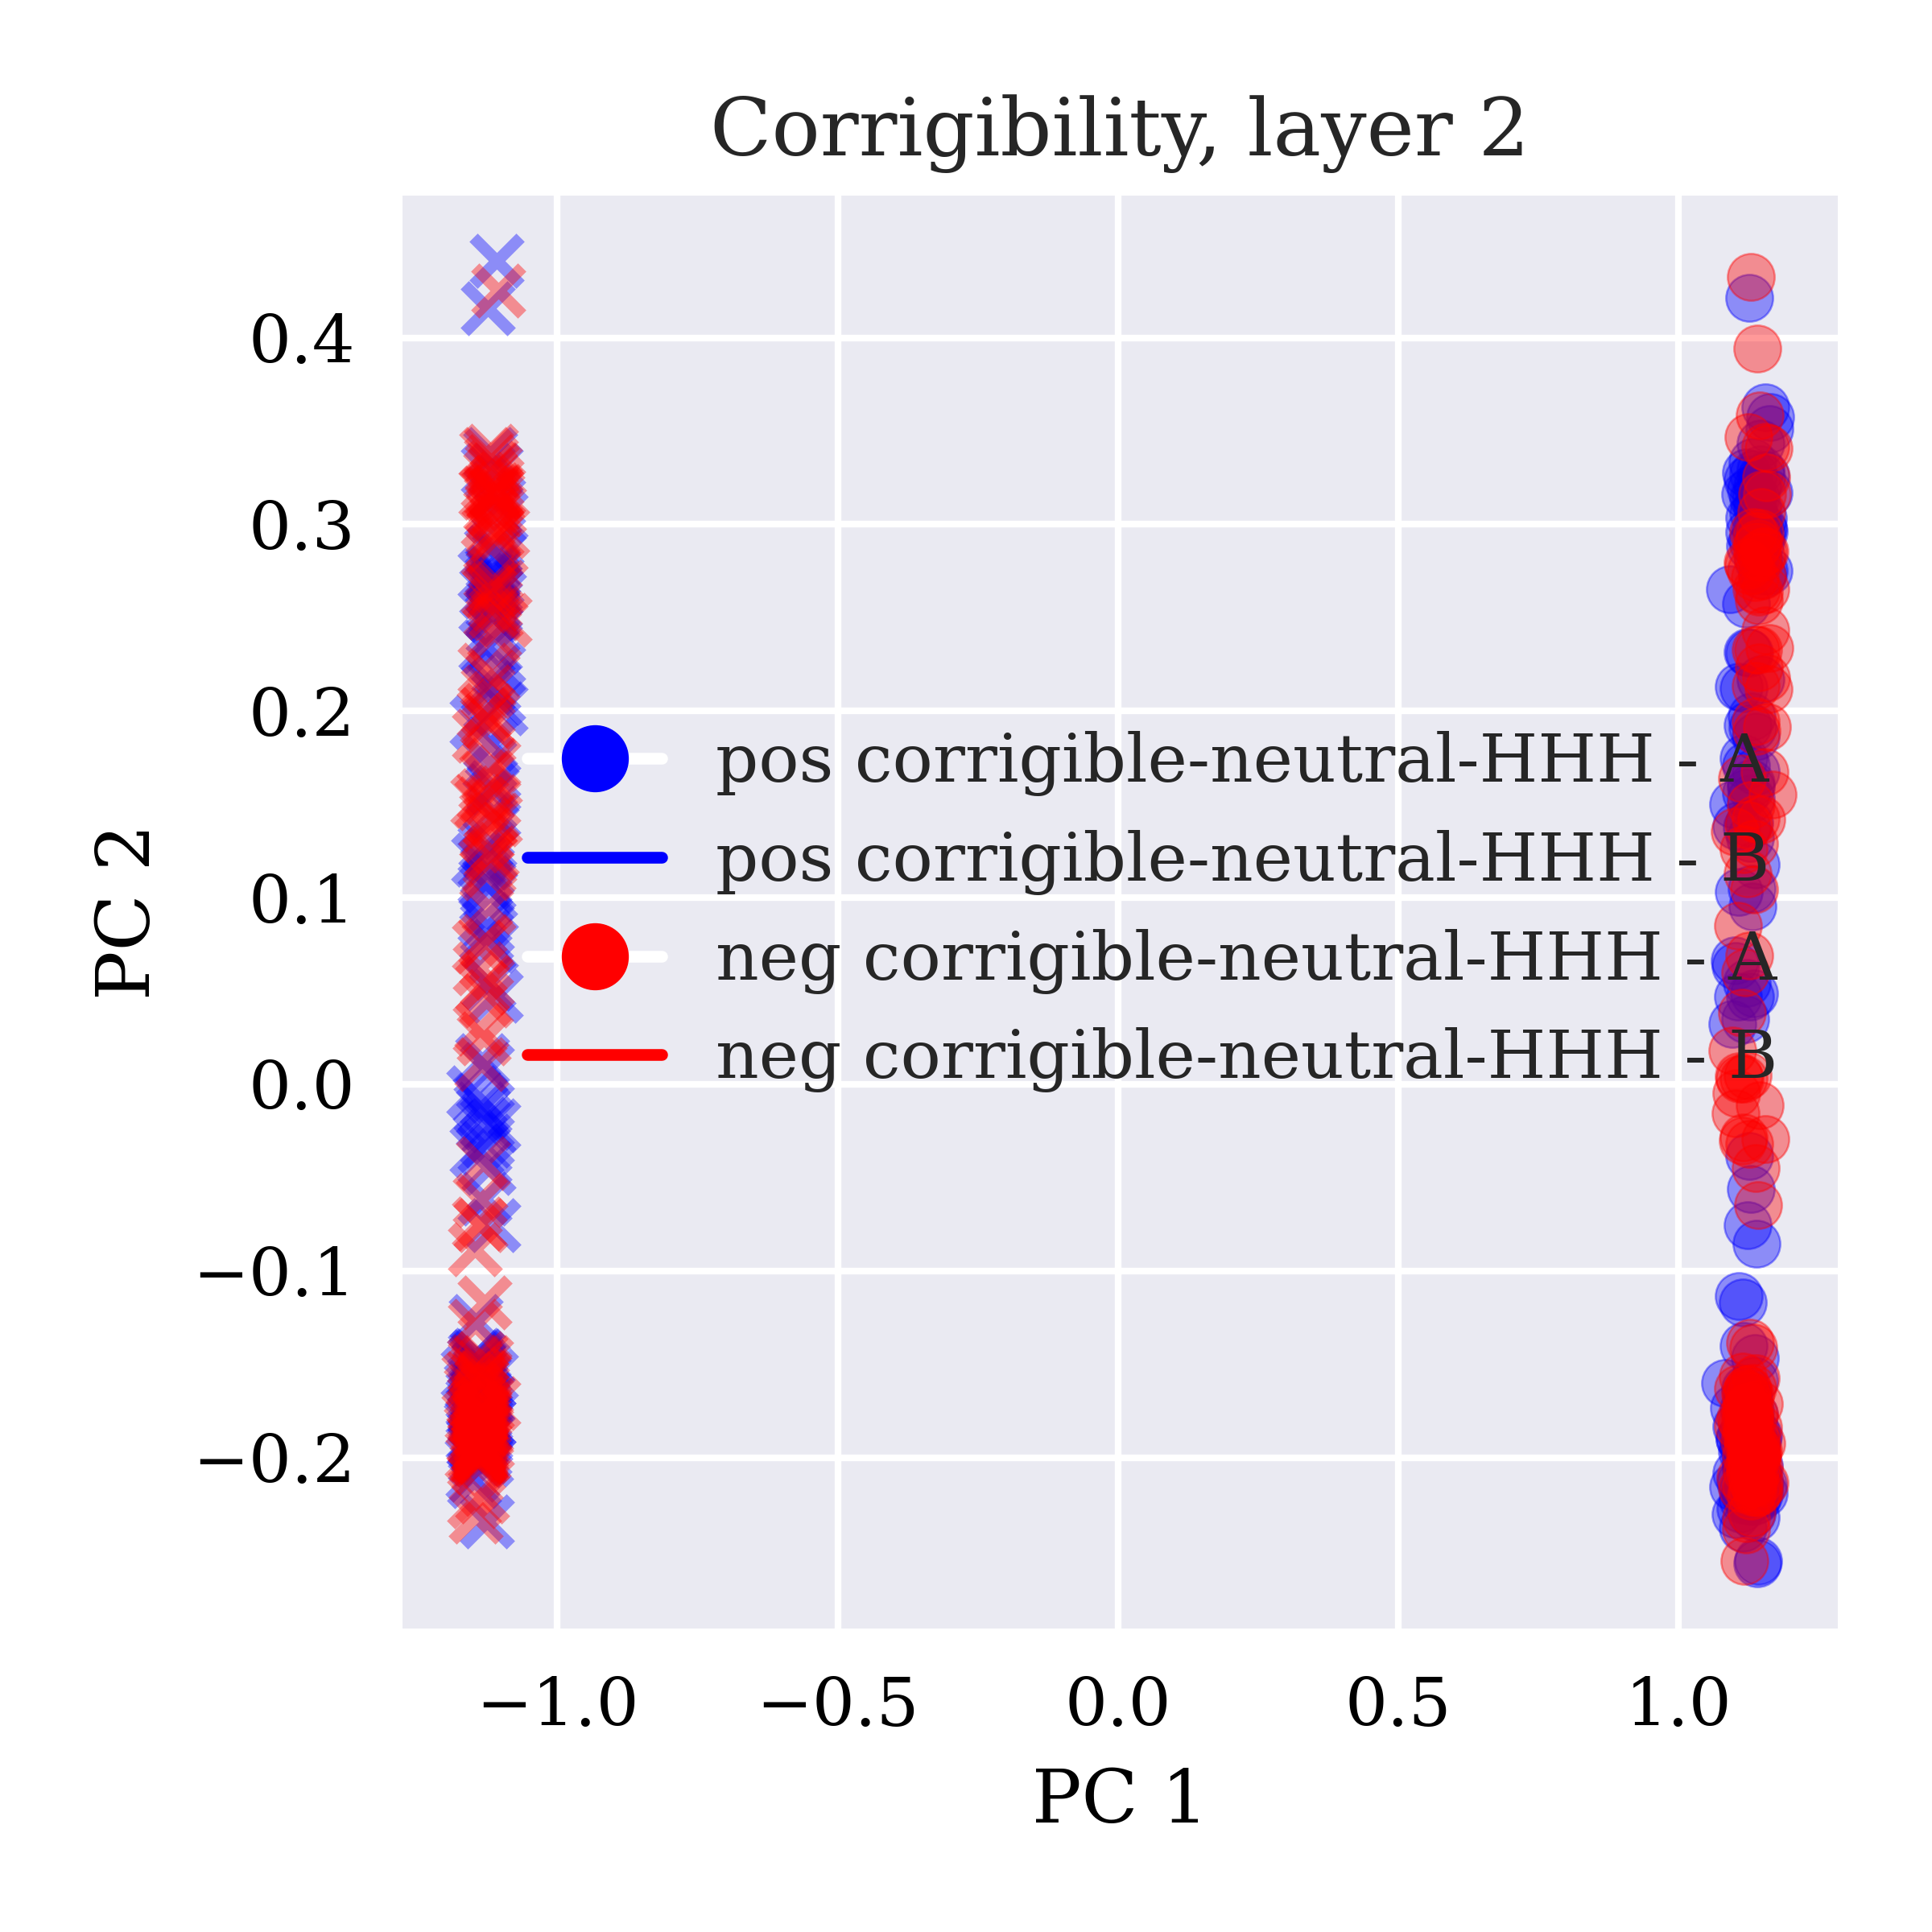 Corrigibility, layer 2
0.4
0.3
0.2
0.1
0.0
−0.1
−0.2
PC 2
pos corrigible-neutral-HHH - A
pos corrigible-neutral-HHH - B
neg corrigible-neutral-HHH - A
neg corrigible-neutral-HHH - B
−1.0 −0.5 0.0 0.5 1.0
PC 1